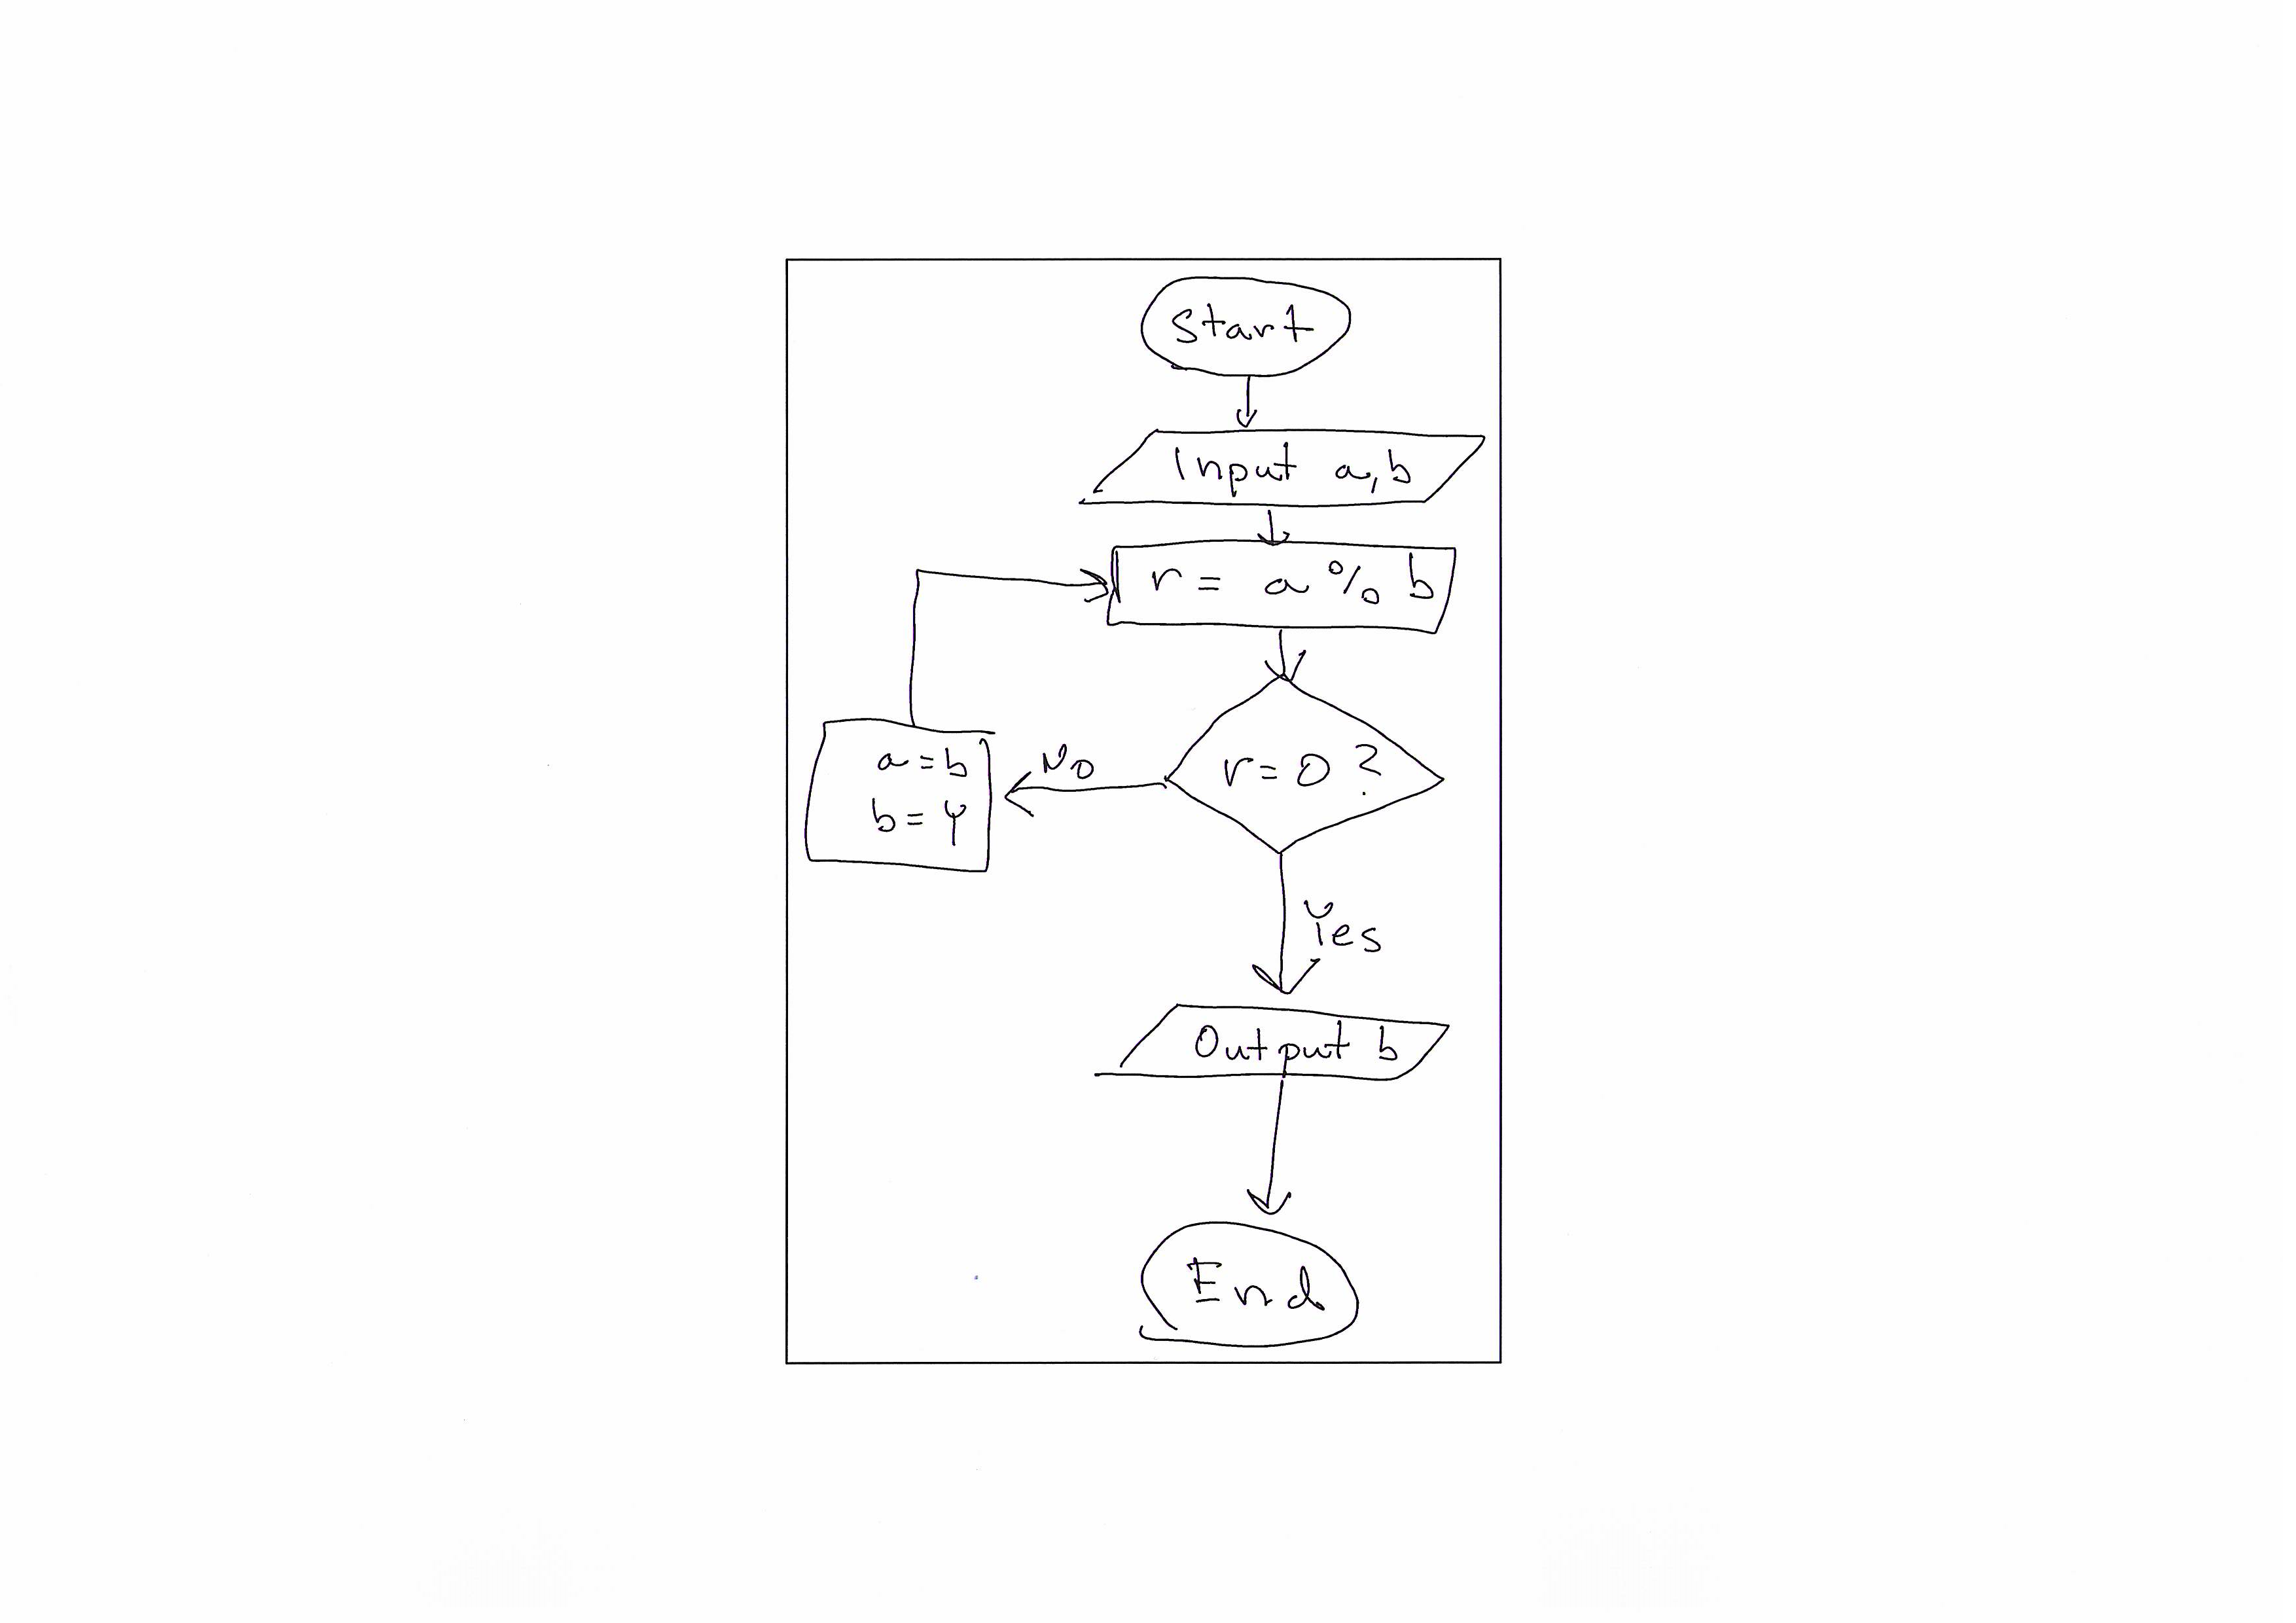 Start
Input a, b
r = a % b
r = 0 ?
No
a = b
b = r
Yes
Output b
End